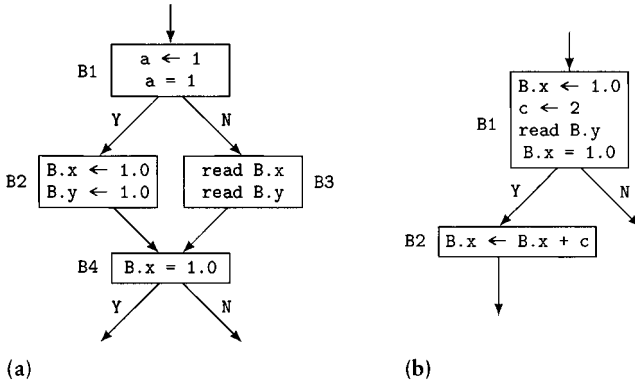 B1
a ← 1
a = 1
Y
N
B2
B.x ← 1.0
B.y ← 1.0
read B.x
read B.y
B3
B4
B.x = 1.0
Y
N
(a)
B1
B.x ← 1.0
c ← 2
read B.y
B.x = 1.0
Y
N
B2
B.x ← B.x + c
(b)